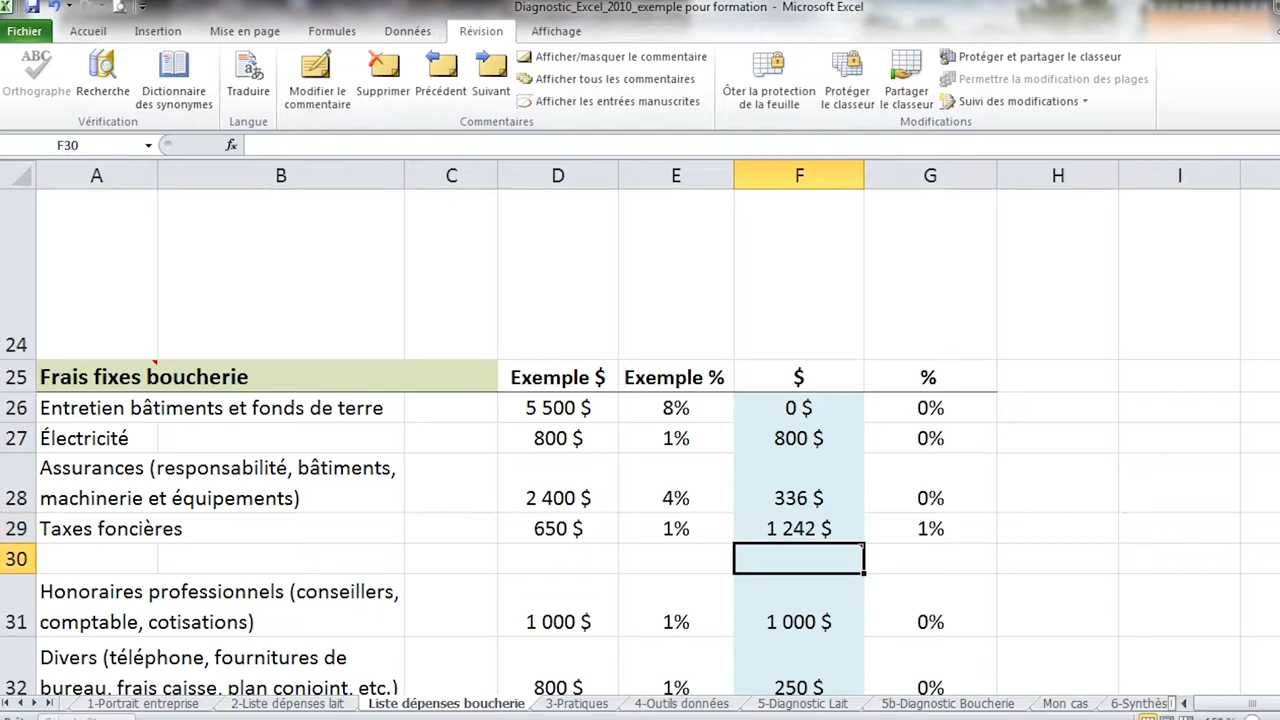 Diagnostic_Excel_2010_exemple pour formation - Microsoft Excel
Fichier Accueil Insertion Mise en page Formules Données Révision Affichage
ABC
Orthographe
Recherche
Dictionnaire
des synonymes
Vérification
Traduire
Langue
Modifier le
commentaire
Supprimer
Précédent
Suivant
Afficher/masquer le commentaire
Afficher tous les commentaires
Afficher les entrées manuscrites
Commentaires
Ôter la protection
de la feuille
Protéger
le classeur
Partager
le classeur
Protéger et partager le classeur
Permettre la modification des plages
Suivi des modifications
Modifications
F30 fx
A B C D E F G H I
24
25 Frais fixes boucherie Exemple $ Exemple % $ %
26 Entretien bâtiments et fonds de terre 5 500 $ 8% 0 $ 0%
27 Électricité 800 $ 1% 800 $ 0%
Assurances (responsabilité, bâtiments,
28 machinerie et équipements) 2 400 $ 4% 336 $ 0%
29 Taxes foncières 650 $ 1% 1 242 $ 1%
30
Honoraires professionnels (conseillers,
31 comptable, cotisations) 1 000 $ 1% 1 000 $ 0%
Divers (téléphone, fournitures de
32 bureau, frais caisse, plan conjoint, etc.) 800 $ 1% 250 $ 0%
1-Portrait entreprise 2-Liste dépenses lait Liste dépenses boucherie 3-Pratiques 4-Outils données 5-Diagnostic Lait 5b-Diagnostic Boucherie Mon cas 6-Synthès